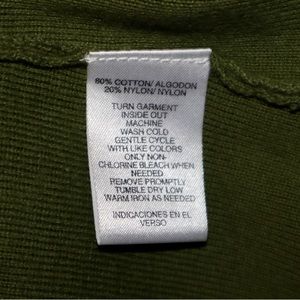 80% COTTON/ ALGODON
20% NYLON/ NYLON
TURN GARMENT
INSIDE OUT
MACHINE
WASH COLD
GENTLE CYCLE
WITH LIKE COLORS
ONLY NON-
CHLORINE BLEACH WHEN
NEEDED
REMOVE PROMPTLY
TUMBLE DRY LOW
WARM IRON AS NEEDED
INDICACIONES EN EL
VERSO